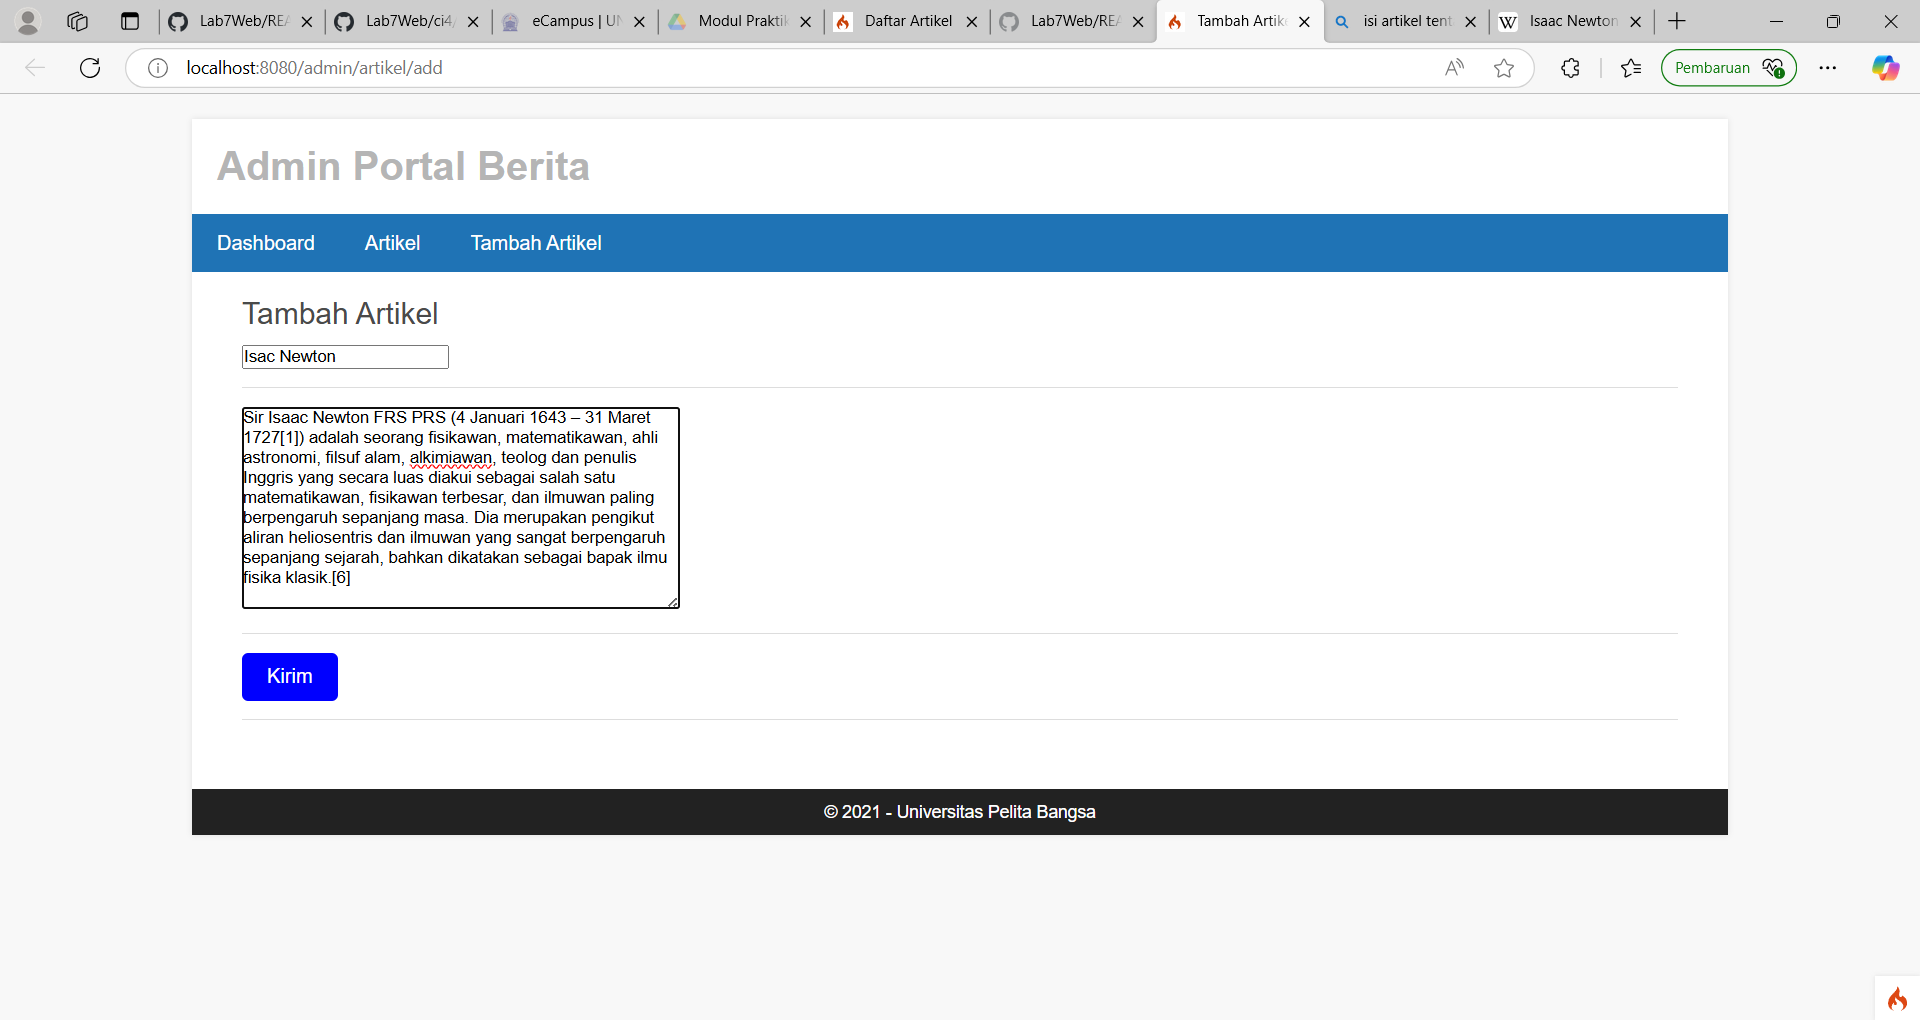 Lab7Web/REA
Lab7Web/ci4/
eCampus | UN
Modul Praktik
Daftar Artikel
Lab7Web/REA
Tambah Artik
isi artikel tent
Isaac Newton
localhost:8080/admin/artikel/add
Pembaruan
Admin Portal Berita
Dashboard
Artikel
Tambah Artikel
Tambah Artikel
Isac Newton
Sir Isaac Newton FRS PRS (4 Januari 1643 – 31 Maret
1727[1]) adalah seorang fisikawan, matematikawan, ahli
astronomi, filsuf alam, alkimiawan, teolog dan penulis
Inggris yang secara luas diakui sebagai salah satu
matematikawan, fisikawan terbesar, dan ilmuwan paling
berpengaruh sepanjang masa. Dia merupakan pengikut
aliran heliosentris dan ilmuwan yang sangat berpengaruh
sepanjang sejarah, bahkan dikatakan sebagai bapak ilmu
fisika klasik.[6]
Kirim
© 2021 - Universitas Pelita Bangsa